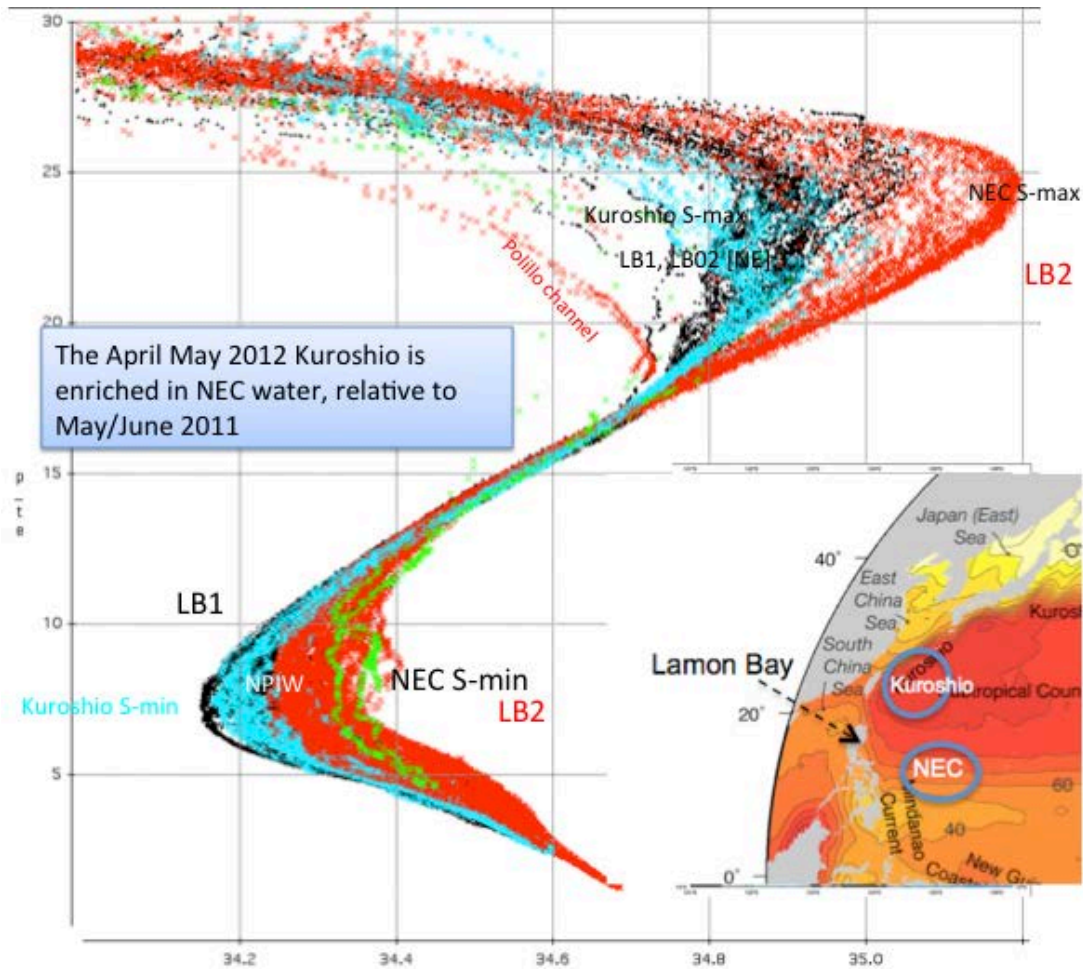 30
25
20
15
10
5
p_te
Kuroshio S-max
NEC S-max
LB1, LB02 [NE]
LB2
Polillo channel
The April May 2012 Kuroshio is
enriched in NEC water, relative to
May/June 2011
LB1
NPIW
NEC S-min
LB2
Kuroshio S-min
34.2
34.4
34.6
34.8
35.0
Japan (East)
Sea
40°
East
China
Sea
South
China
Sea
Lamon Bay
Kuroshio
20°
NEC
60
40
Current
0°
New